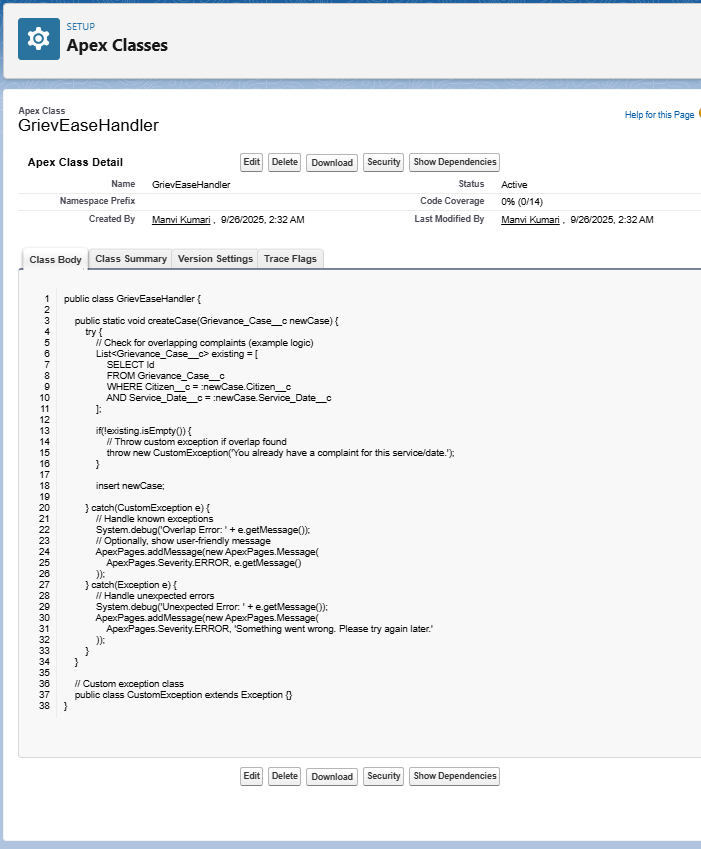 SETUP
Apex Classes
Apex Class
GrievEaseHandler
Help for this Page
Apex Class Detail
Edit Delete Download Security Show Dependencies
Name GrievEaseHandler Status Active
Namespace Prefix Code Coverage 0% (0/14)
Created By Manvi Kumari , 9/26/2025, 2:32 AM Last Modified By Manvi Kumari , 9/26/2025, 2:32 AM
Class Body Class Summary Version Settings Trace Flags
1 public class GrievEaseHandler {
2
3 public static void createCase(Grievance_Case__c newCase) {
4 try {
5 // Check for overlapping complaints (example logic)
6 List<Grievance_Case__c> existing = [
7 SELECT Id
8 FROM Grievance_Case__c
9 WHERE Citizen__c = :newCase.Citizen__c
10 AND Service_Date__c = :newCase.Service_Date__c
11 ];
12
13 if(!existing.isEmpty()) {
14 // Throw custom exception if overlap found
15 throw new CustomException('You already have a complaint for this service/date.');
16 }
17
18 insert newCase;
19
20 } catch(CustomException e) {
21 // Handle known exceptions
22 System.debug('Overlap Error: ' + e.getMessage());
23 // Optionally, show user-friendly message
24 ApexPages.addMessage(new ApexPages.Message(
25 ApexPages.Severity.ERROR, e.getMessage()
26 ));
27 } catch(Exception e) {
28 // Handle unexpected errors
29 System.debug('Unexpected Error: ' + e.getMessage());
30 ApexPages.addMessage(new ApexPages.Message(
31 ApexPages.Severity.ERROR, 'Something went wrong. Please try again later.'
32 ));
33 }
34 }
35
36 // Custom exception class
37 public class CustomException extends Exception {}
38 }
Edit Delete Download Security Show Dependencies